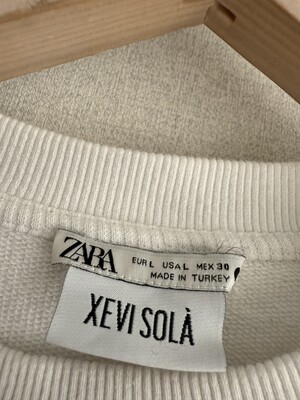 ZARA EUR L USA L MEX 30
MADE IN TURKEY
XEVI SOLÀ